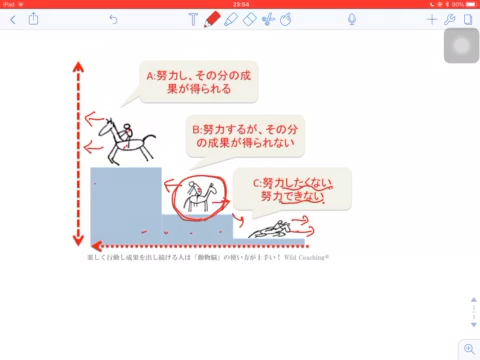 iPad
23:54
90%
A:努力し、その分の成
果が得られる
B:努力するが、その分
の成果が得られない
C:努力したくない
努力できない
楽しく行動し成果を出し続ける人は「動物脳」の使い方が上手い! Wild Coaching®